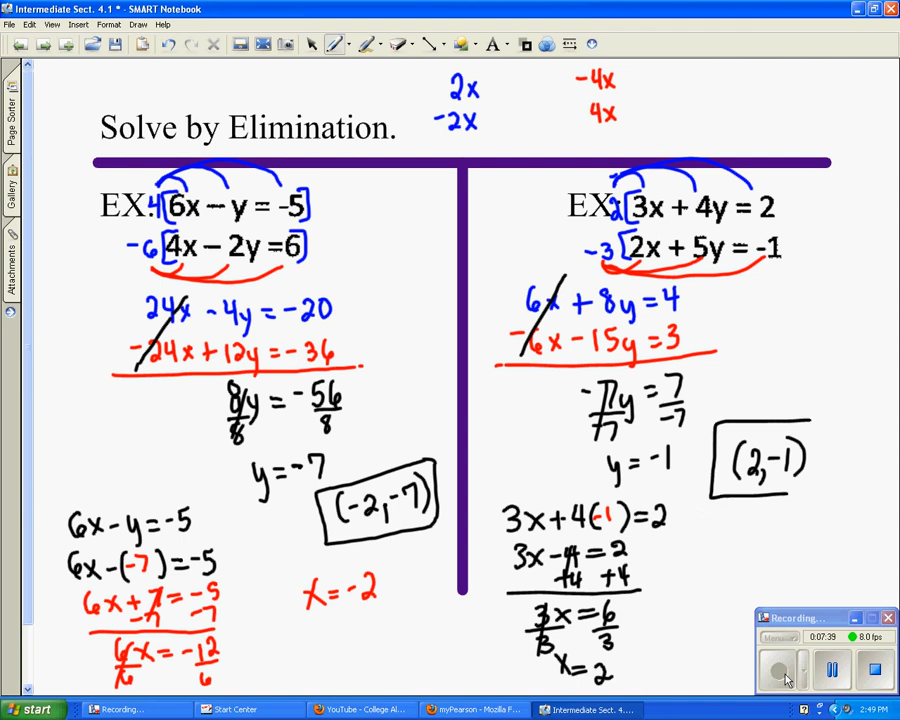 Intermediate Sect. 4.1 * - SMART Notebook
File Edit View Insert Format Draw Help
Page Sorter
Gallery
Attachments
2x
-2x
-4x
4x
Solve by Elimination.
EX: 4[6x - y = -5]
-6[4x - 2y =6]
24x - 4y = -20
-24x + 12y = -36
8y = -56
8 8
y = -7
(-2, -7)
6x - y = -5
6x - (-7) = -5
6x + 7 = -5
-7 -7
6x = -12
6 6
x = -2
EX: 2[3x + 4y = 2
-3[2x + 5y = -1
6x + 8y = 4
-6x - 15y = 3
-7y = 7
-7 -7
y = -1
(2, -1)
3x + 4(-1) = 2
3x - 4 = 2
+4 +4
3x = 6
3 3
x = 2
Recording...
Menu
0:07:39 8.0 fps
start
Recording...
Start Center
YouTube - College Al...
myPearson - Mozilla F...
Intermediate Sect. 4....
2:49 PM